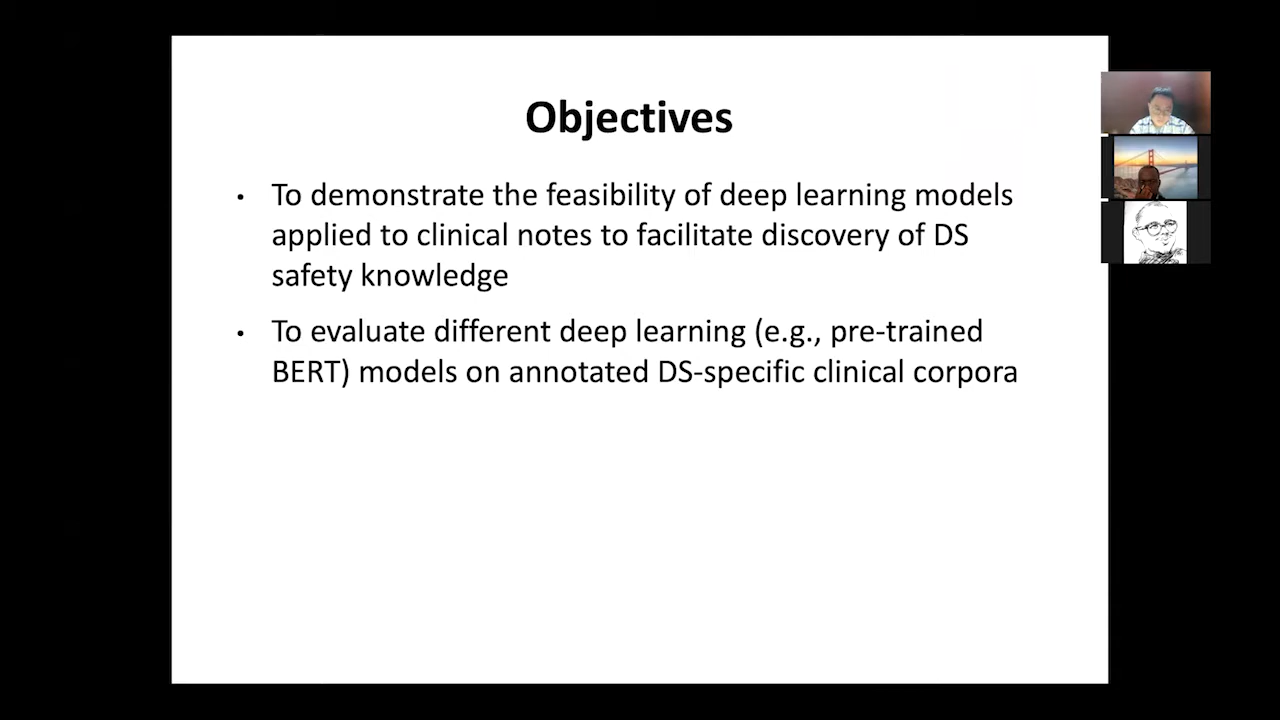 Objectives
• To demonstrate the feasibility of deep learning models
applied to clinical notes to facilitate discovery of DS
safety knowledge
• To evaluate different deep learning (e.g., pre-trained
BERT) models on annotated DS-specific clinical corpora